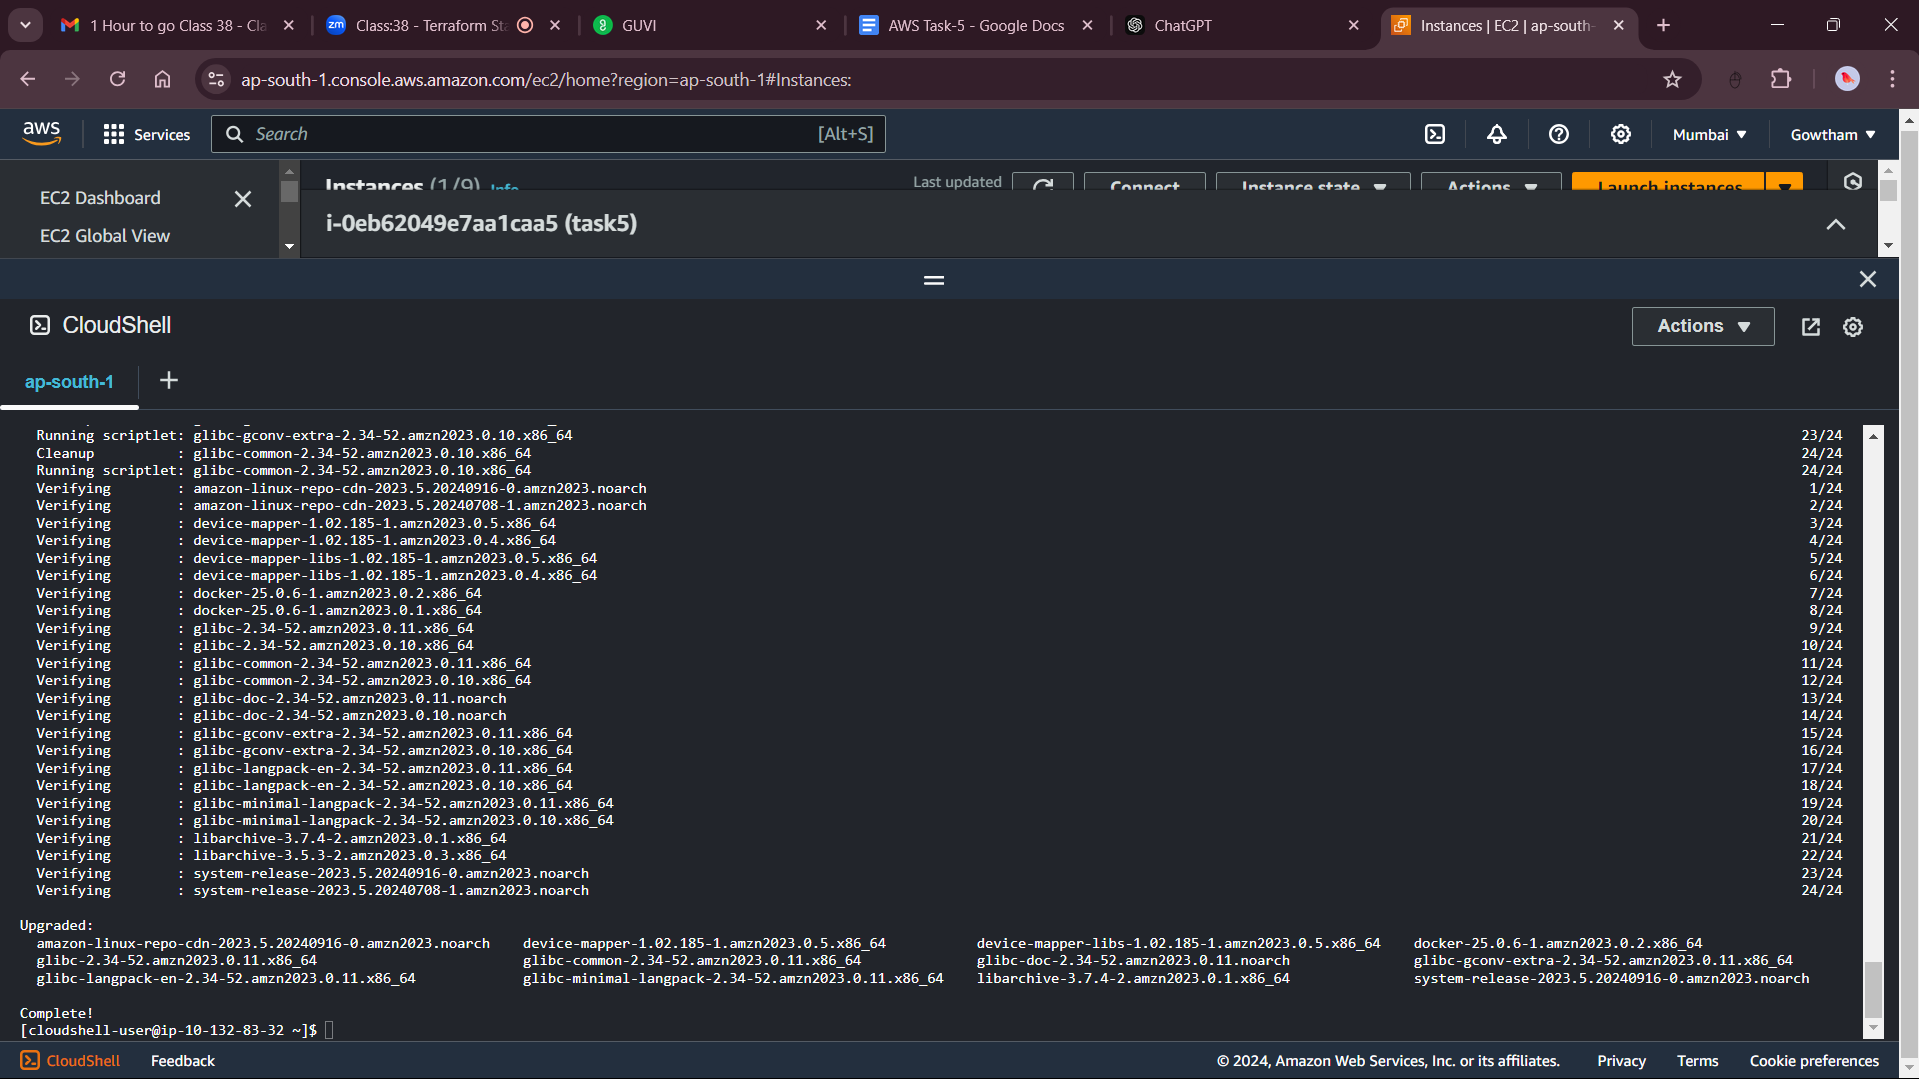 1 Hour to go Class 38 - Cla
Class:38 - Terraform Sta
GUVI
AWS Task-5 - Google Docs
ChatGPT
Instances | EC2 | ap-south-
ap-south-1.console.aws.amazon.com/ec2/home?region=ap-south-1#Instances:
aws
Services
Search
[Alt+S]
Mumbai
Gowtham
EC2 Dashboard
EC2 Global View
Instances (1/9) Info
Last updated
Connect
Instance state
Actions
Launch instances
i-0eb62049e7aa1caa5 (task5)
CloudShell
Actions
ap-south-1
Running scriptlet: glibc-gconv-extra-2.34-52.amzn2023.0.10.x86_64 23/24
Cleanup : glibc-common-2.34-52.amzn2023.0.10.x86_64 24/24
Running scriptlet: glibc-common-2.34-52.amzn2023.0.10.x86_64 24/24
Verifying : amazon-linux-repo-cdn-2023.5.20240916-0.amzn2023.noarch 1/24
Verifying : amazon-linux-repo-cdn-2023.5.20240708-1.amzn2023.noarch 2/24
Verifying : device-mapper-1.02.185-1.amzn2023.0.5.x86_64 3/24
Verifying : device-mapper-1.02.185-1.amzn2023.0.4.x86_64 4/24
Verifying : device-mapper-libs-1.02.185-1.amzn2023.0.5.x86_64 5/24
Verifying : device-mapper-libs-1.02.185-1.amzn2023.0.4.x86_64 6/24
Verifying : docker-25.0.6-1.amzn2023.0.2.x86_64 7/24
Verifying : docker-25.0.6-1.amzn2023.0.1.x86_64 8/24
Verifying : glibc-2.34-52.amzn2023.0.11.x86_64 9/24
Verifying : glibc-2.34-52.amzn2023.0.10.x86_64 10/24
Verifying : glibc-common-2.34-52.amzn2023.0.11.x86_64 11/24
Verifying : glibc-common-2.34-52.amzn2023.0.10.x86_64 12/24
Verifying : glibc-doc-2.34-52.amzn2023.0.11.noarch 13/24
Verifying : glibc-doc-2.34-52.amzn2023.0.10.noarch 14/24
Verifying : glibc-gconv-extra-2.34-52.amzn2023.0.11.x86_64 15/24
Verifying : glibc-gconv-extra-2.34-52.amzn2023.0.10.x86_64 16/24
Verifying : glibc-langpack-en-2.34-52.amzn2023.0.11.x86_64 17/24
Verifying : glibc-langpack-en-2.34-52.amzn2023.0.10.x86_64 18/24
Verifying : glibc-minimal-langpack-2.34-52.amzn2023.0.11.x86_64 19/24
Verifying : glibc-minimal-langpack-2.34-52.amzn2023.0.10.x86_64 20/24
Verifying : libarchive-3.7.4-2.amzn2023.0.1.x86_64 21/24
Verifying : libarchive-3.5.3-2.amzn2023.0.3.x86_64 22/24
Verifying : system-release-2023.5.20240916-0.amzn2023.noarch 23/24
Verifying : system-release-2023.5.20240708-1.amzn2023.noarch 24/24
Upgraded:
amazon-linux-repo-cdn-2023.5.20240916-0.amzn2023.noarch device-mapper-1.02.185-1.amzn2023.0.5.x86_64 device-mapper-libs-1.02.185-1.amzn2023.0.5.x86_64 docker-25.0.6-1.amzn2023.0.2.x86_64
glibc-2.34-52.amzn2023.0.11.x86_64 glibc-common-2.34-52.amzn2023.0.11.x86_64 glibc-doc-2.34-52.amzn2023.0.11.noarch glibc-gconv-extra-2.34-52.amzn2023.0.11.x86_64
glibc-langpack-en-2.34-52.amzn2023.0.11.x86_64 glibc-minimal-langpack-2.34-52.amzn2023.0.11.x86_64 libarchive-3.7.4-2.amzn2023.0.1.x86_64 system-release-2023.5.20240916-0.amzn2023.noarch
Complete!
[cloudshell-user@ip-10-132-83-32 ~]$
CloudShell
Feedback
© 2024, Amazon Web Services, Inc. or its affiliates.
Privacy
Terms
Cookie preferences